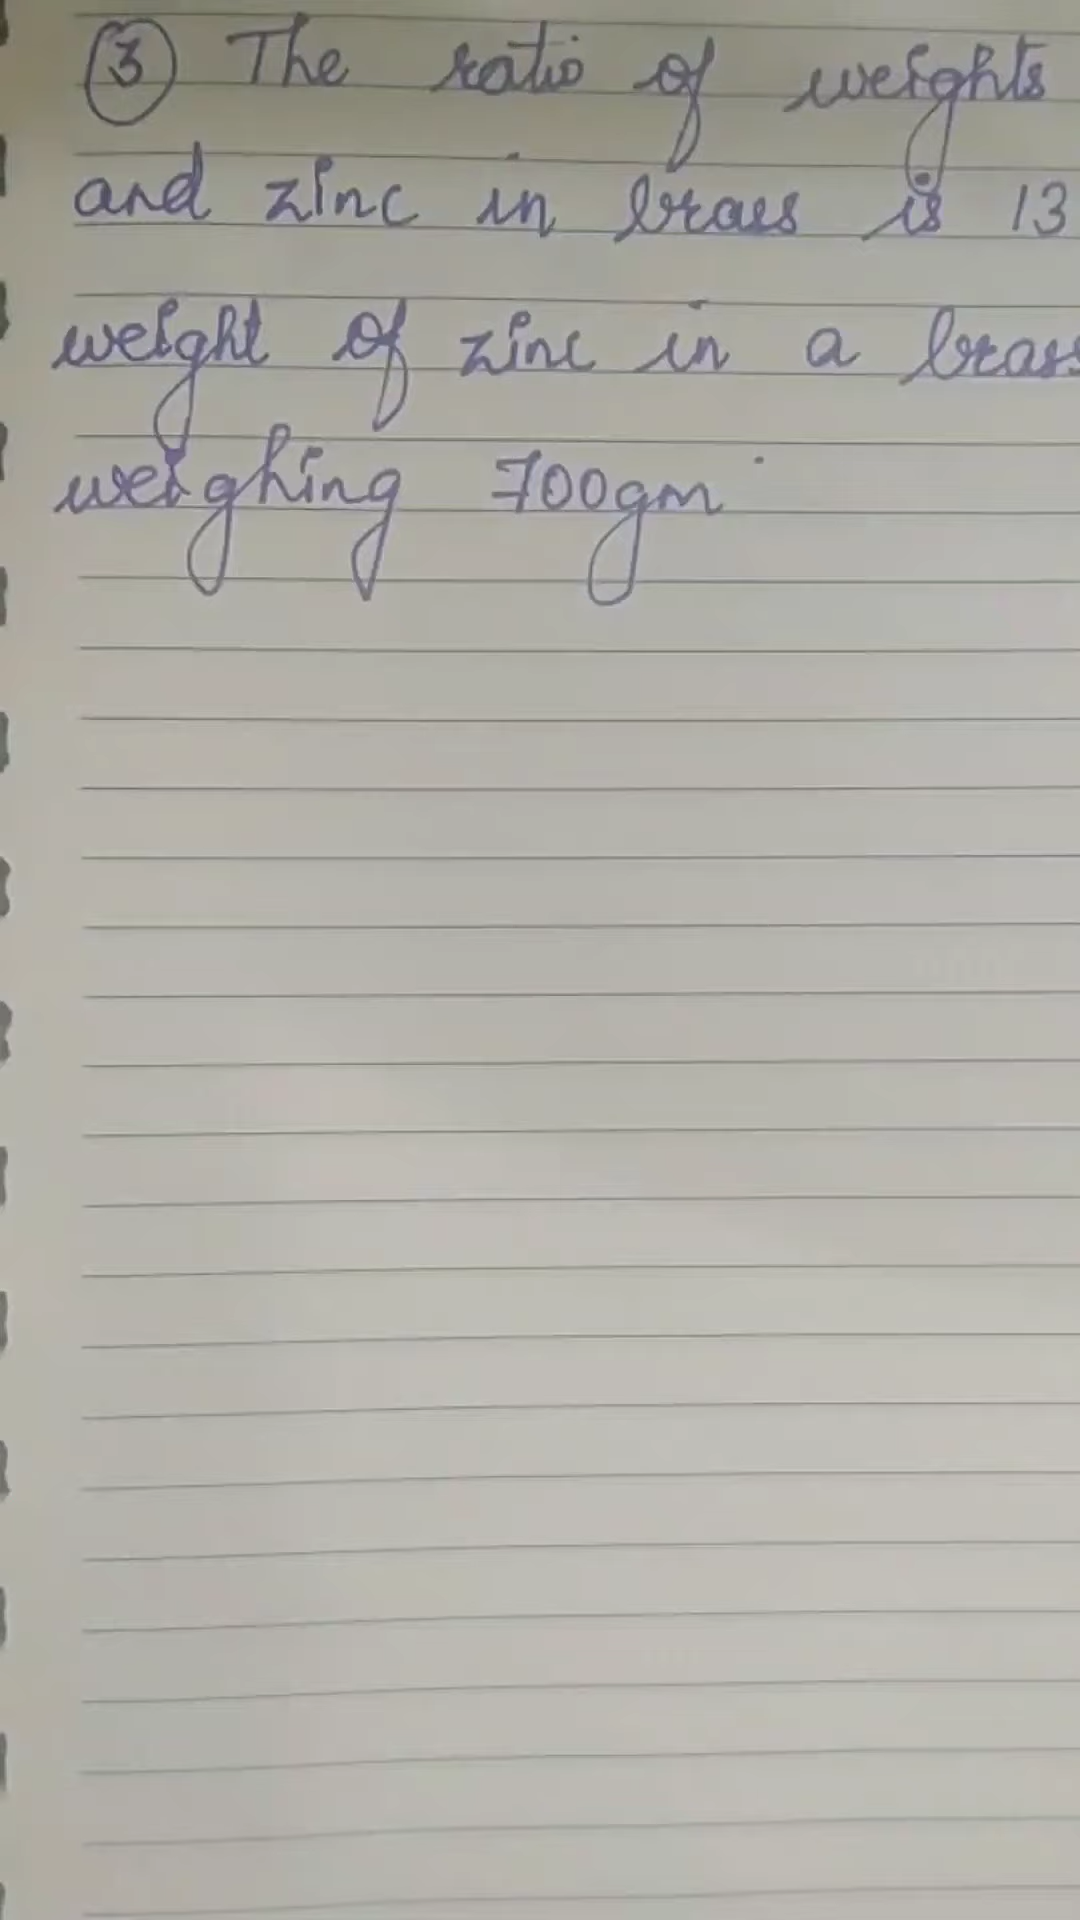 ③ The ratio of weights
and zinc in brass is 13
weight of zinc in a brass
weighing 700gm